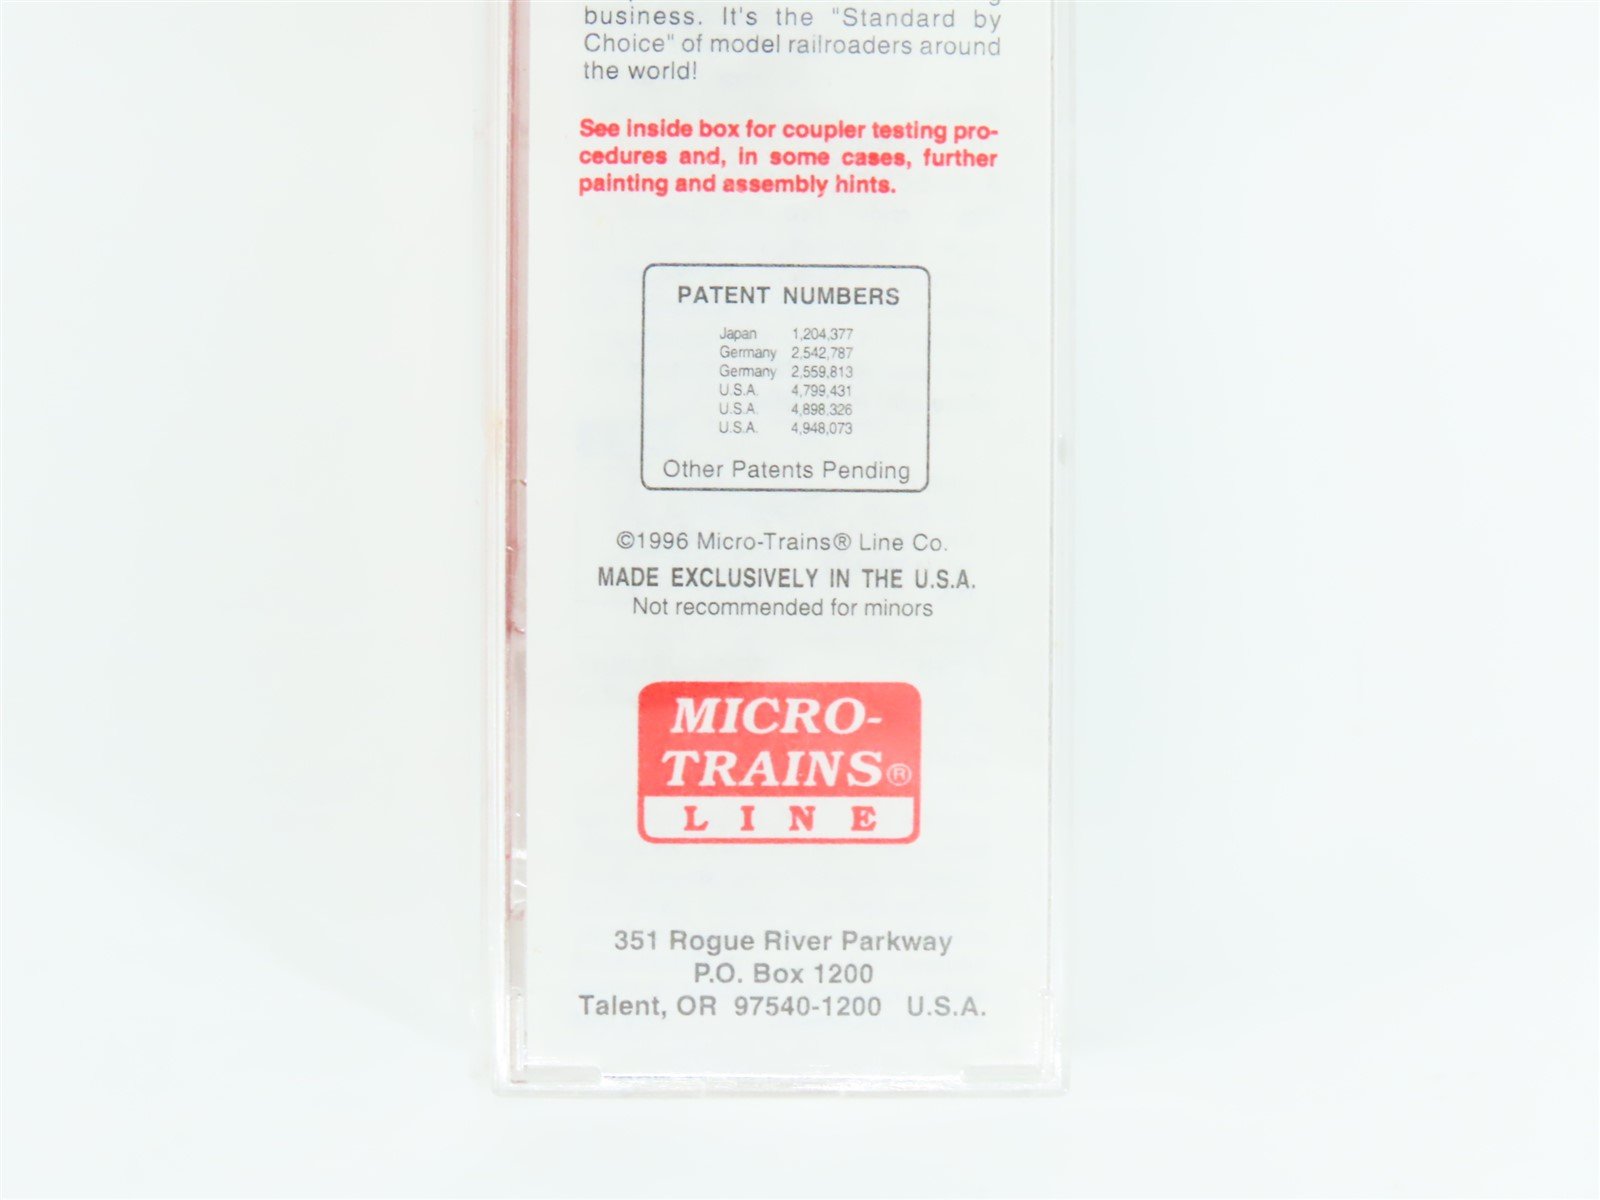 business. It's the "Standard by
Choice" of model railroaders around
the world!
See inside box for coupler testing pro-
cedures and, in some cases, further
painting and assembly hints.
PATENT NUMBERS
Japan 1,204,377
Germany 2,542,787
Germany 2,559,813
U.S.A. 4,799,431
U.S.A. 4,898,326
U.S.A. 4,948,073
Other Patents Pending
©1996 Micro-Trains® Line Co.
MADE EXCLUSIVELY IN THE U.S.A.
Not recommended for minors
MICRO-
TRAINS®
LINE
351 Rogue River Parkway
P.O. Box 1200
Talent, OR 97540-1200 U.S.A.